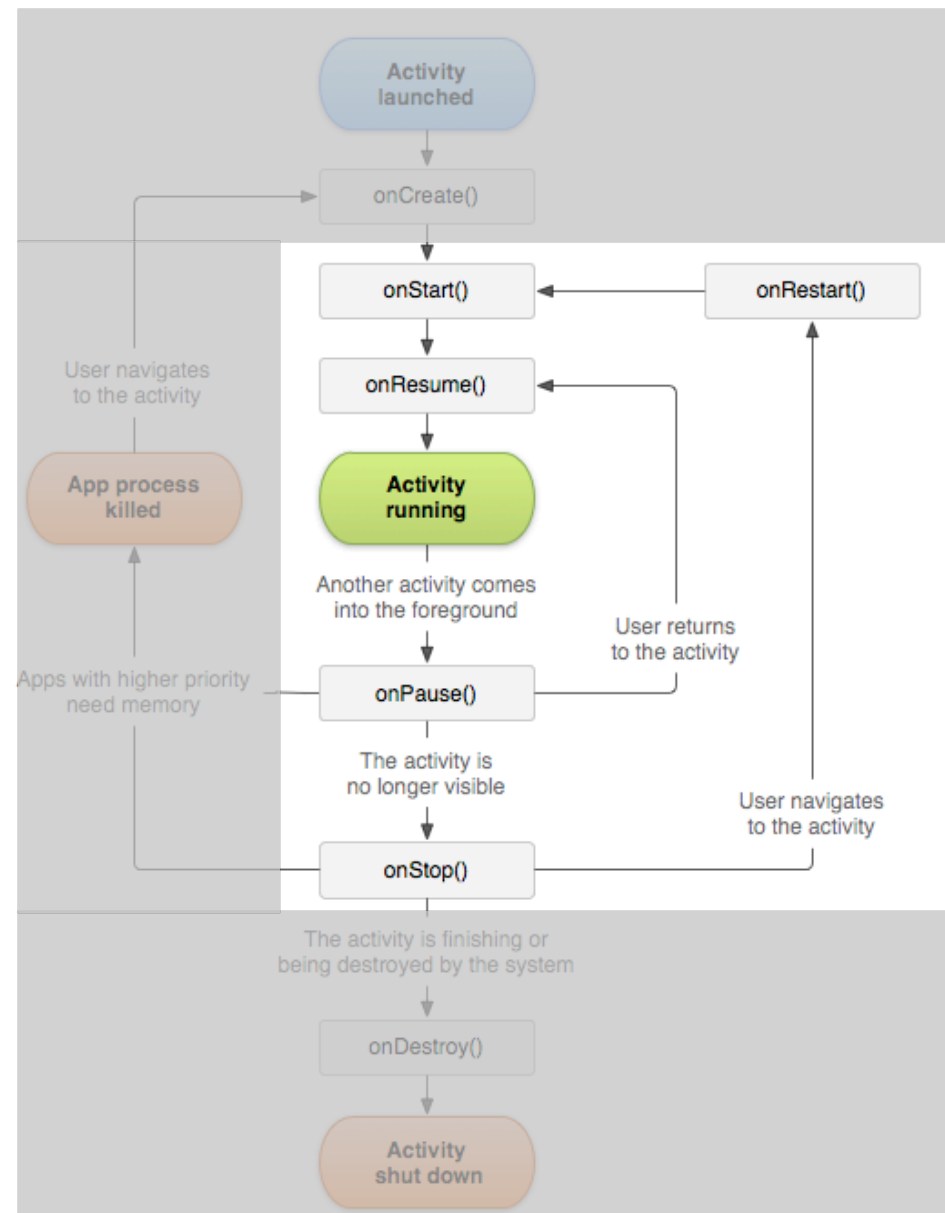 Activity
launched
onCreate()
onStart()
onRestart()
User navigates
to the activity
onResume()
App process
killed
Activity
running
Another activity comes
into the foreground
User returns
to the activity
Apps with higher priority
need memory
onPause()
The activity is
no longer visible
User navigates
to the activity
onStop()
The activity is finishing or
being destroyed by the system
onDestroy()
Activity
shut down